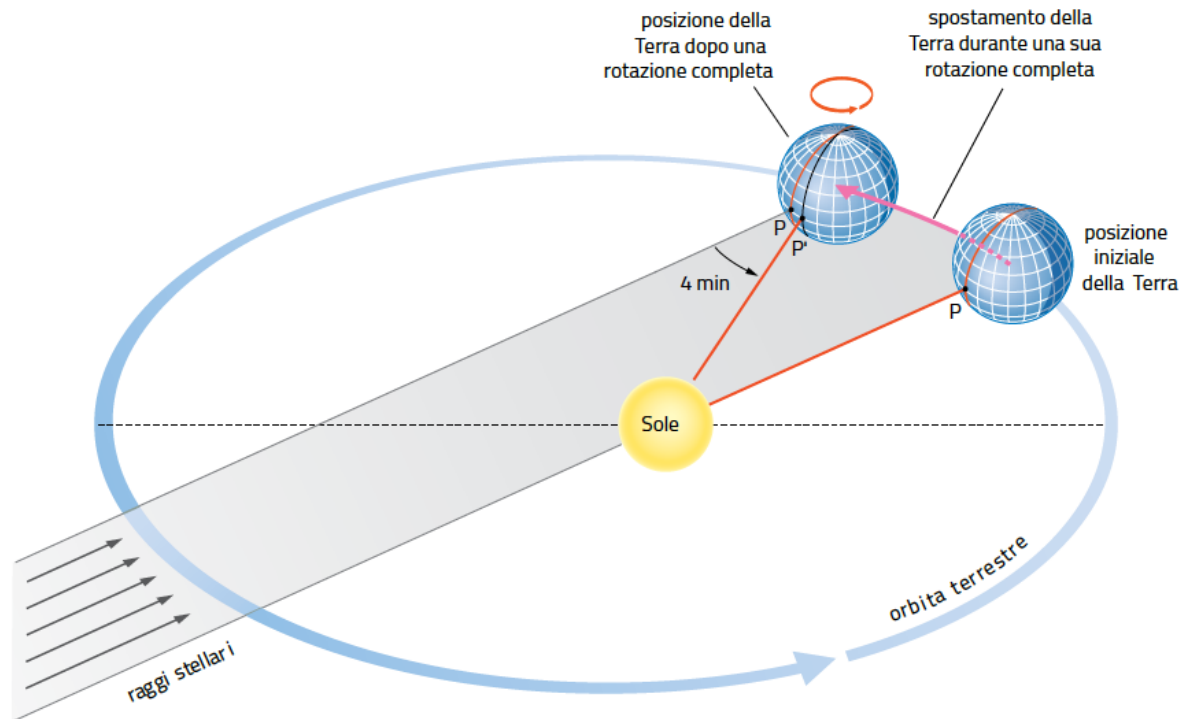 posizione della
Terra dopo una
rotazione completa
spostamento della
Terra durante una sua
rotazione completa
P
P'
4 min
posizione
iniziale
della Terra
P
Sole
orbita terrestre
raggi stellari